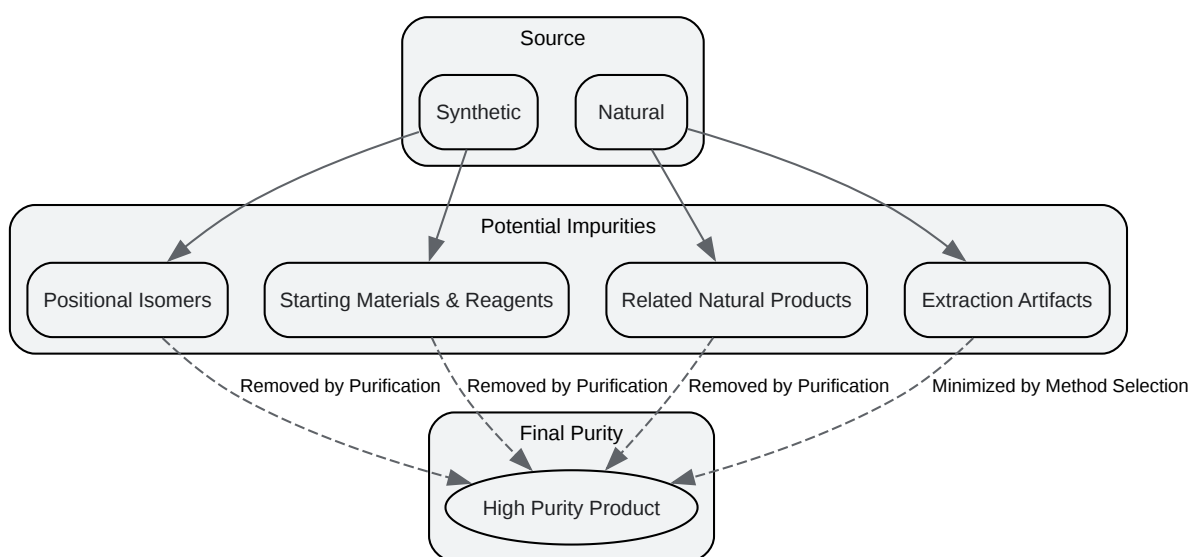 Source
Synthetic
Natural
Potential Impurities
Positional Isomers
Starting Materials & Reagents
Related Natural Products
Extraction Artifacts
Removed by Purification
Removed by Purification
Removed by Purification
Minimized by Method Selection
Final Purity
High Purity Product